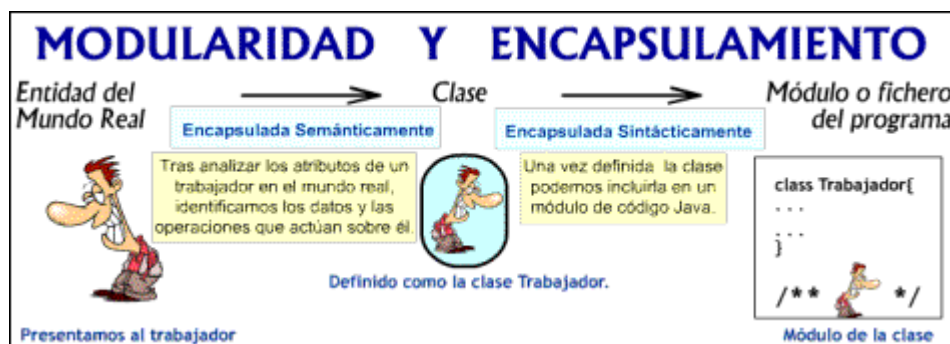 MODULARIDAD Y ENCAPSULAMIENTO
Entidad del
Mundo Real
Encapsulada Semánticamente
Tras analizar los atributos de un
trabajador en el mundo real,
identificamos los datos y las
operaciones que actúan sobre él.
Presentamos al trabajador
Clase
Definido como la clase Trabajador.
Encapsulada Sintácticamente
Una vez definida la clase
podemos incluirla en un
módulo de código Java.
Módulo o fichero
del programa
class Trabajador{
. . .
. . .
}
/** */
Módulo de la clase